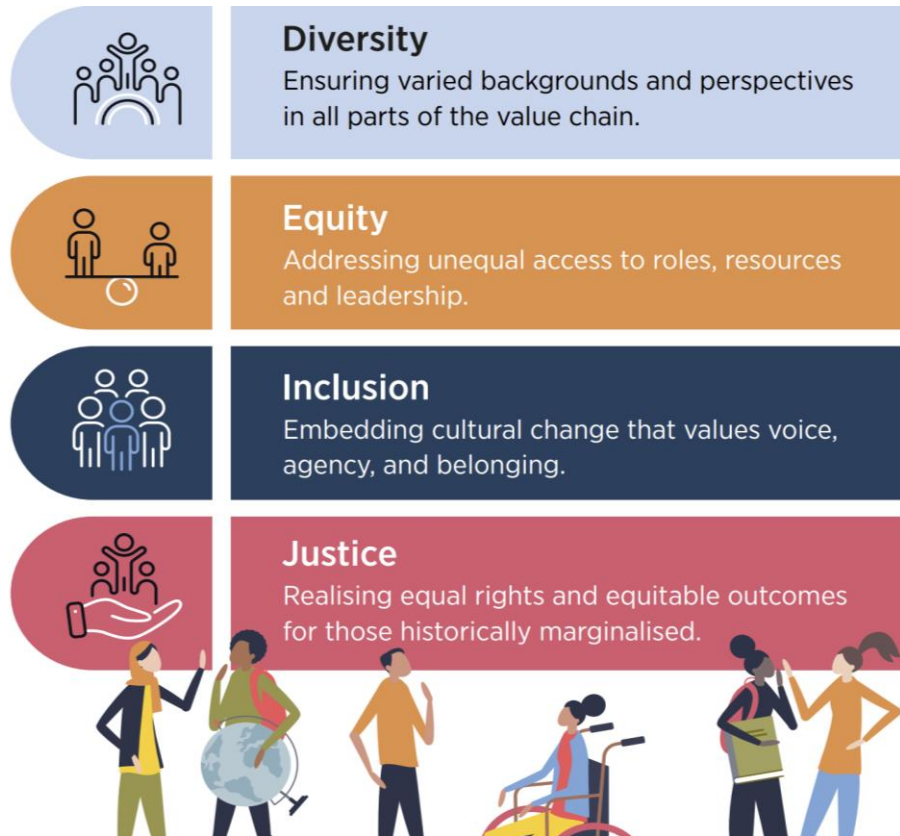 Diversity
Ensuring varied backgrounds and perspectives
in all parts of the value chain.
Equity
Addressing unequal access to roles, resources
and leadership.
Inclusion
Embedding cultural change that values voice,
agency, and belonging.
Justice
Realising equal rights and equitable outcomes
for those historically marginalised.